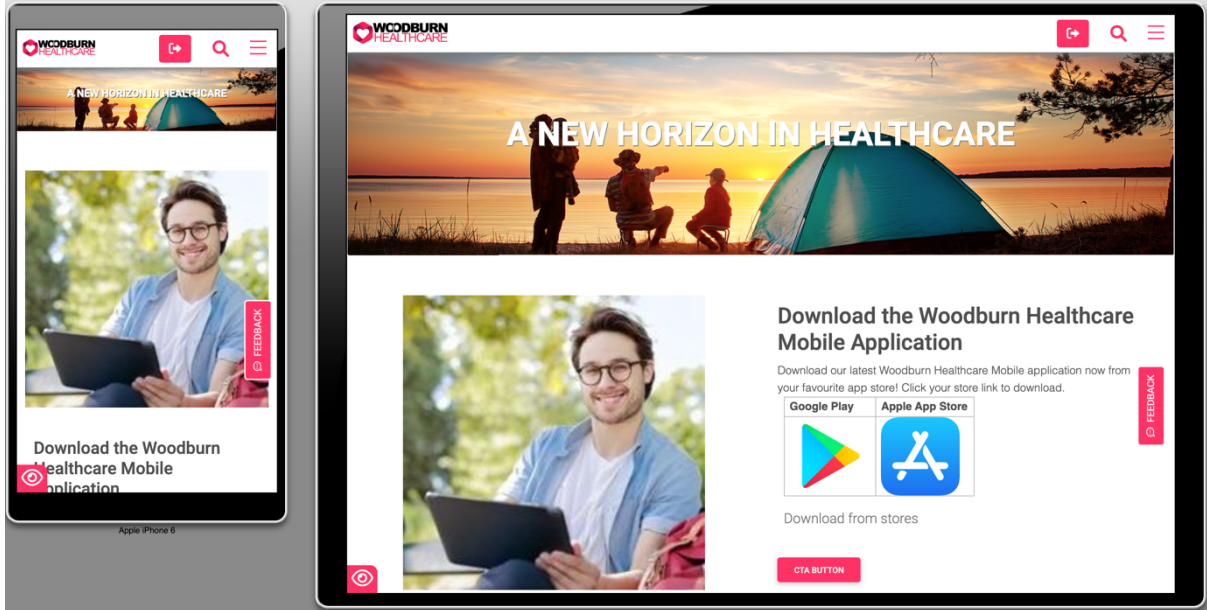 WOODBURN
HEALTHCARE
A NEW HORIZON IN HEALTHCARE
FEEDBACK
Download the Woodburn
Healthcare Mobile
Application
Apple iPhone 6
WOODBURN
HEALTHCARE
A NEW HORIZON IN HEALTHCARE
Download the Woodburn Healthcare
Mobile Application
Download our latest Woodburn Healthcare Mobile application now from
your favourite app store! Click your store link to download.
Google Play Apple App Store
Download from stores
CTA BUTTON
FEEDBACK